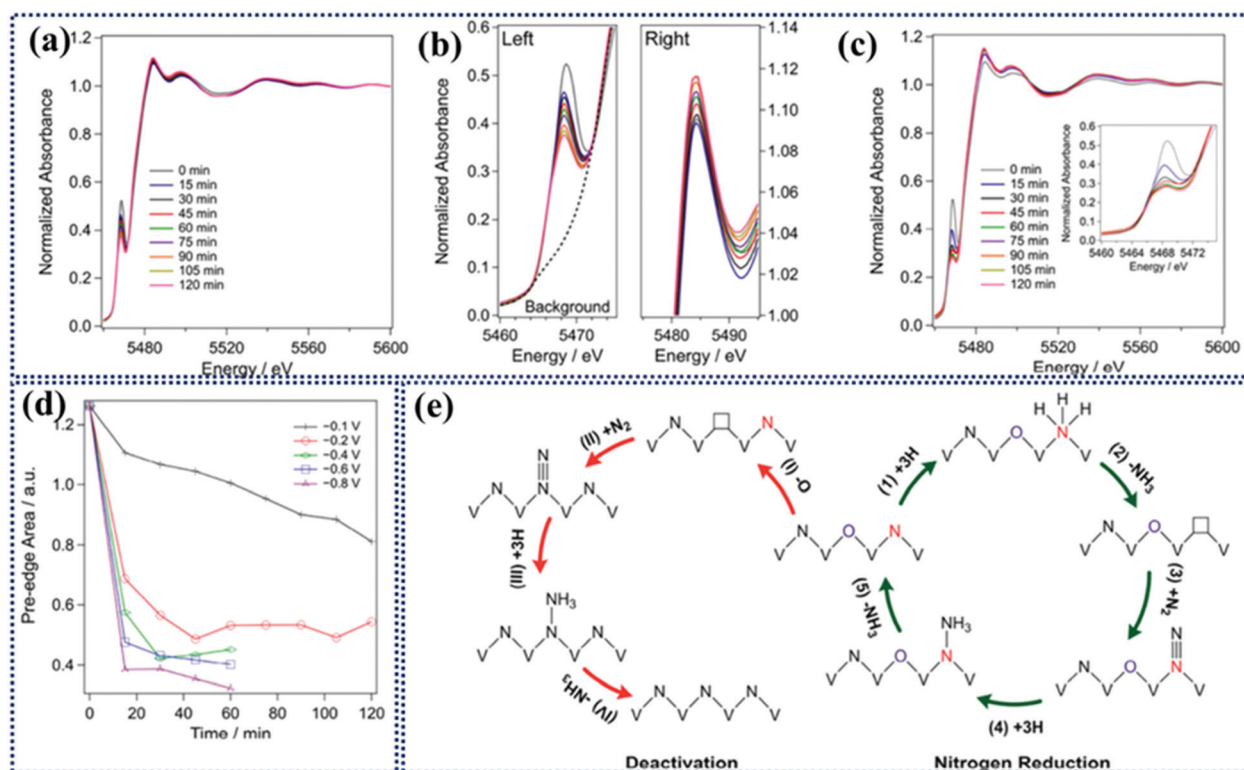 (a)
1.2
1.0
0.8
0.6
0.4
0.2
0.0
Normalized Absorbance
0 min
15 min
30 min
45 min
60 min
75 min
90 min
105 min
120 min
5480
5520
5560
5600
Energy / eV
(b)
Left
Right
0.6
0.5
0.4
0.3
0.2
0.1
0.0
Normalized Absorbance
Background
5460
5470
Energy / eV
1.14
1.12
1.10
1.08
1.06
1.04
1.02
1.00
Normalized Absorbance
5480
5490
Energy / eV
(c)
1.2
1.0
0.8
0.6
0.4
0.2
0.0
Normalized Absorbance
0 min
15 min
30 min
45 min
60 min
75 min
90 min
105 min
120 min
5480
5520
5560
5600
Energy / eV
0.6
0.5
0.4
0.3
0.2
0.1
0.0
Normalized Absorbance
5460 5464 5468 5472
Energy / eV
(d)
1.2
1.0
0.8
0.6
0.4
Pre-edge Area / a.u.
−0.1 V
−0.2 V
−0.4 V
−0.6 V
−0.8 V
0 20 40 60 80 100 120
Time / min
(e)
N N
V V V V
(I) -O
(II) +N₂
N
N N N
V V V V
(III) +3H
NH₃
N N N
V V V V
(IV) -NH₃
N N N
V V V V
Deactivation
N O N
V V V V
(1) +3H
H H H
N O N
V V V V
(2) -NH₃
N O
V V V V
(3) +N₂
N
N O N
V V V V
(4) +3H
NH₃
N O N
V V V V
(5) -NH₃
Nitrogen Reduction